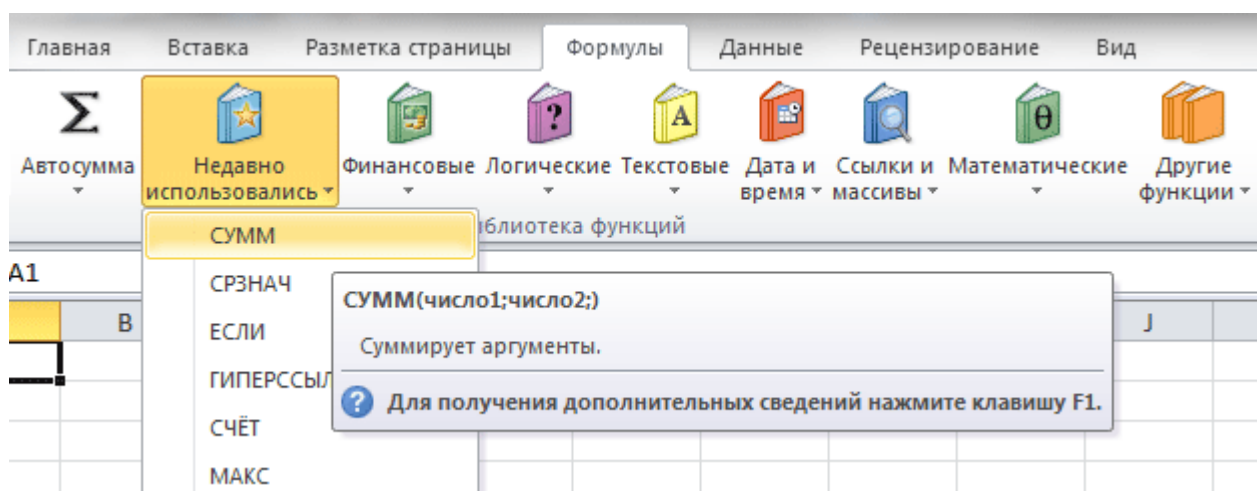 Главная Вставка Разметка страницы Формулы Данные Рецензирование Вид
Автосумма Недавно использовались Финансовые Логические Текстовые Дата и время Ссылки и массивы Математические Другие функции
блиотека функций
A1
B J
СУММ
СРЗНАЧ
ЕСЛИ
ГИПЕРССЫЛ
СЧЁТ
МАКС
СУММ(число1;число2;)
Суммирует аргументы.
Для получения дополнительных сведений нажмите клавишу F1.